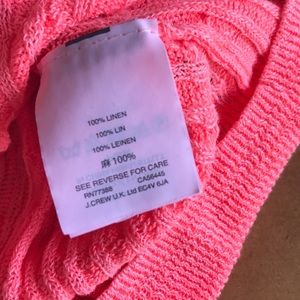 100% LINEN
100% LIN
100% LEINEN
麻 100%
SEE REVERSE FOR CARE
RN77388 CA56445
J.CREW U.K. Ltd EC4V 6JA